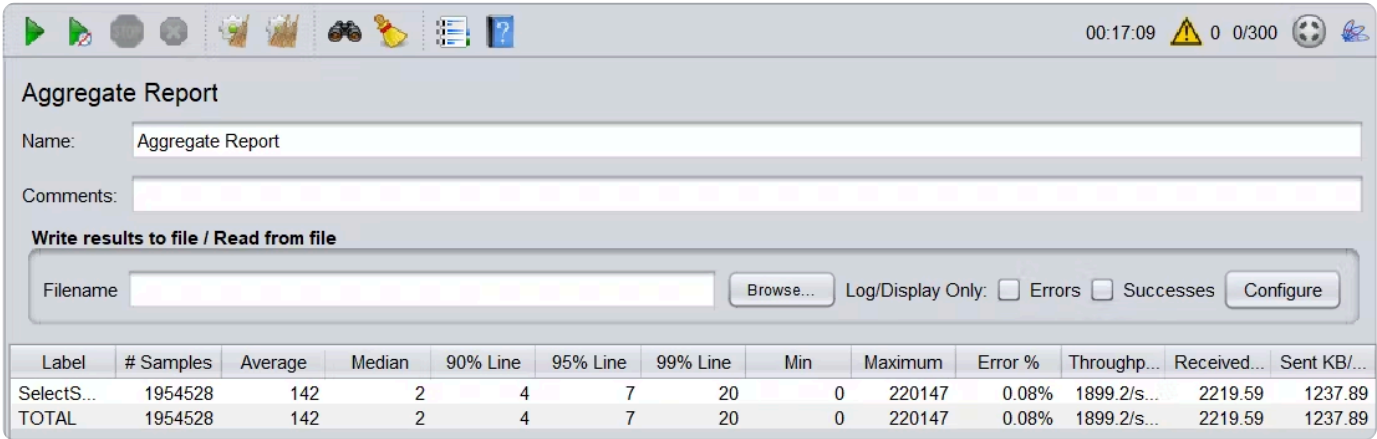 STOP
00:17:09 0 0/300
Aggregate Report
Name: Aggregate Report
Comments:
Write results to file / Read from file
Filename Browse... Log/Display Only: Errors Successes Configure
Label # Samples Average Median 90% Line 95% Line 99% Line Min Maximum Error % Throughp... Received... Sent KB/...
SelectS... 1954528 142 2 4 7 20 0 220147 0.08% 1899.2/s... 2219.59 1237.89
TOTAL 1954528 142 2 4 7 20 0 220147 0.08% 1899.2/s... 2219.59 1237.89